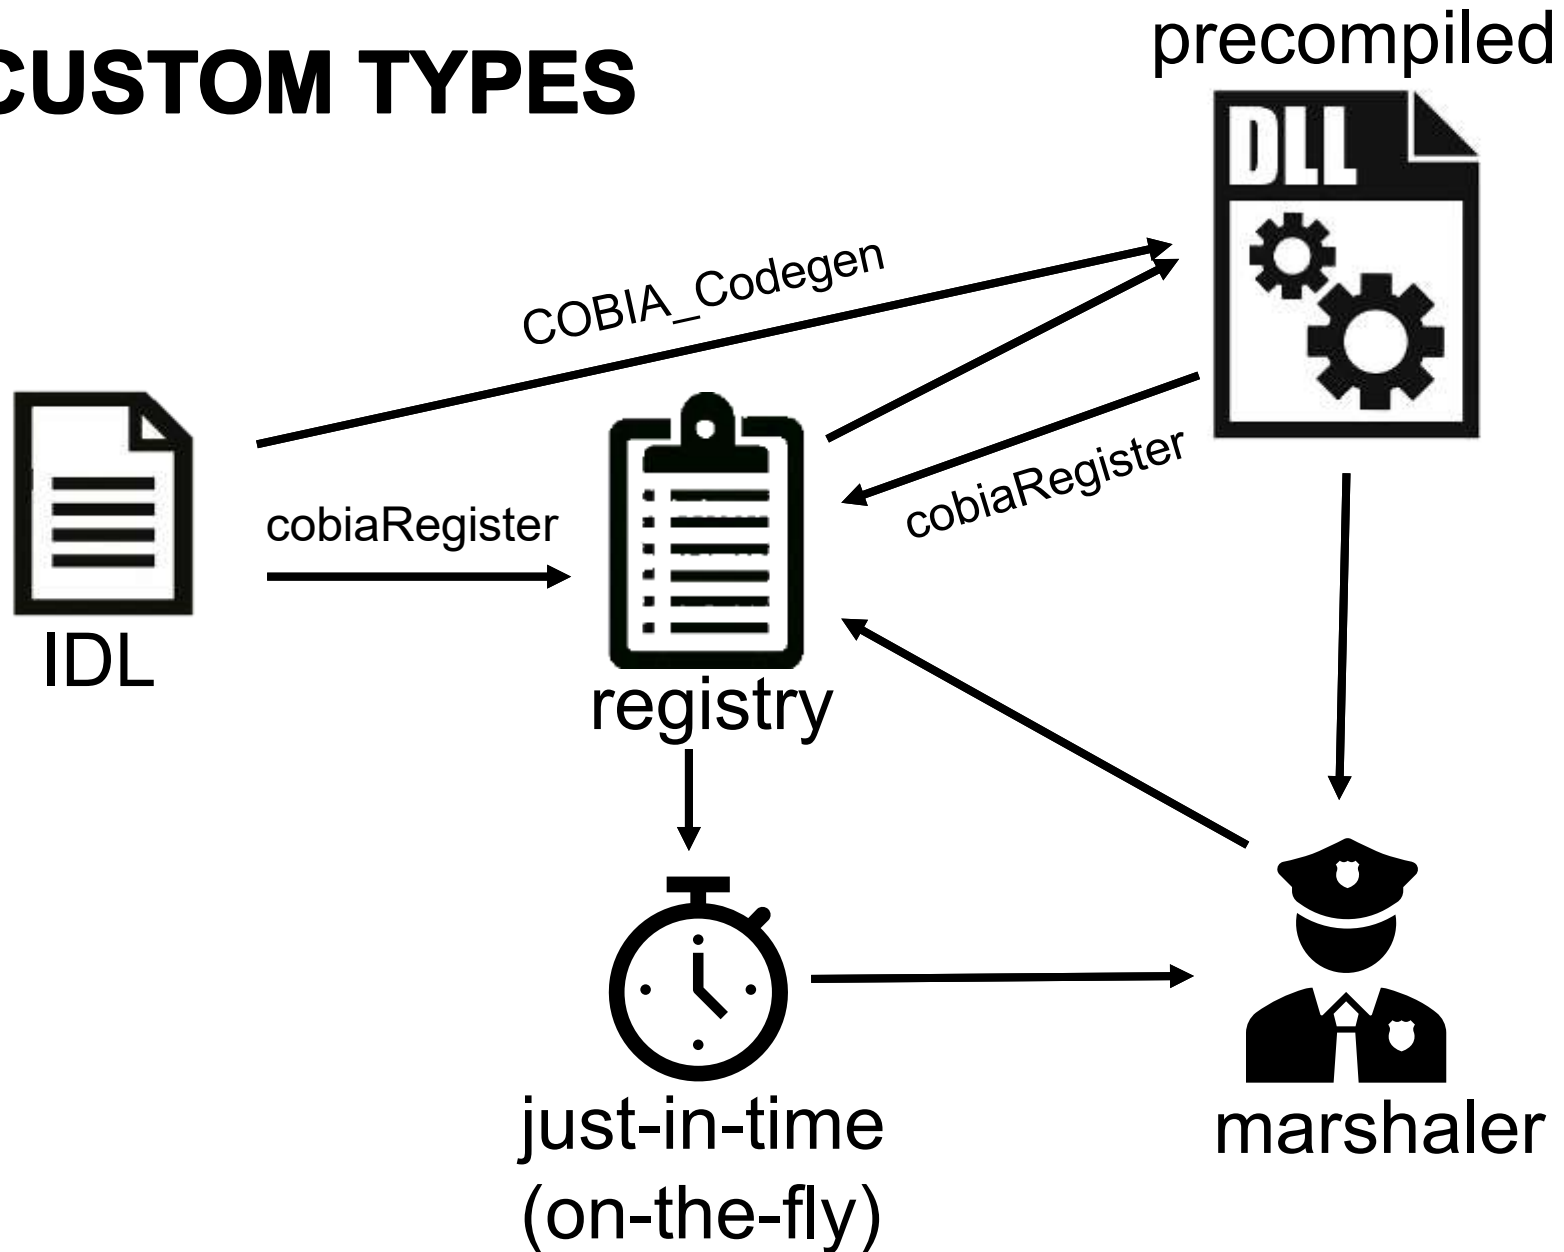 CUSTOM TYPES
precompiled
DLL
COBIA_Codegen
cobiaRegister
cobiaRegister
IDL
registry
just-in-time
(on-the-fly)
marshaler